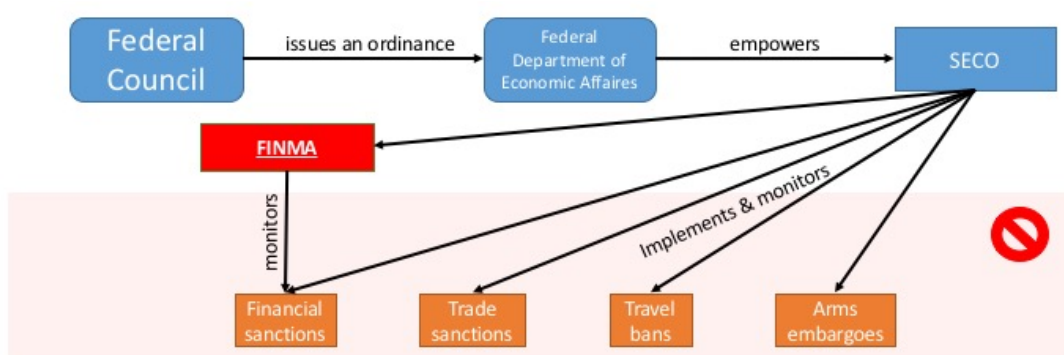 Federal
Council
issues an ordinance
Federal
Department of
Economic Affaires
empowers
SECO
FINMA
monitors
Implements & monitors
Financial
sanctions
Trade
sanctions
Travel
bans
Arms
embargoes